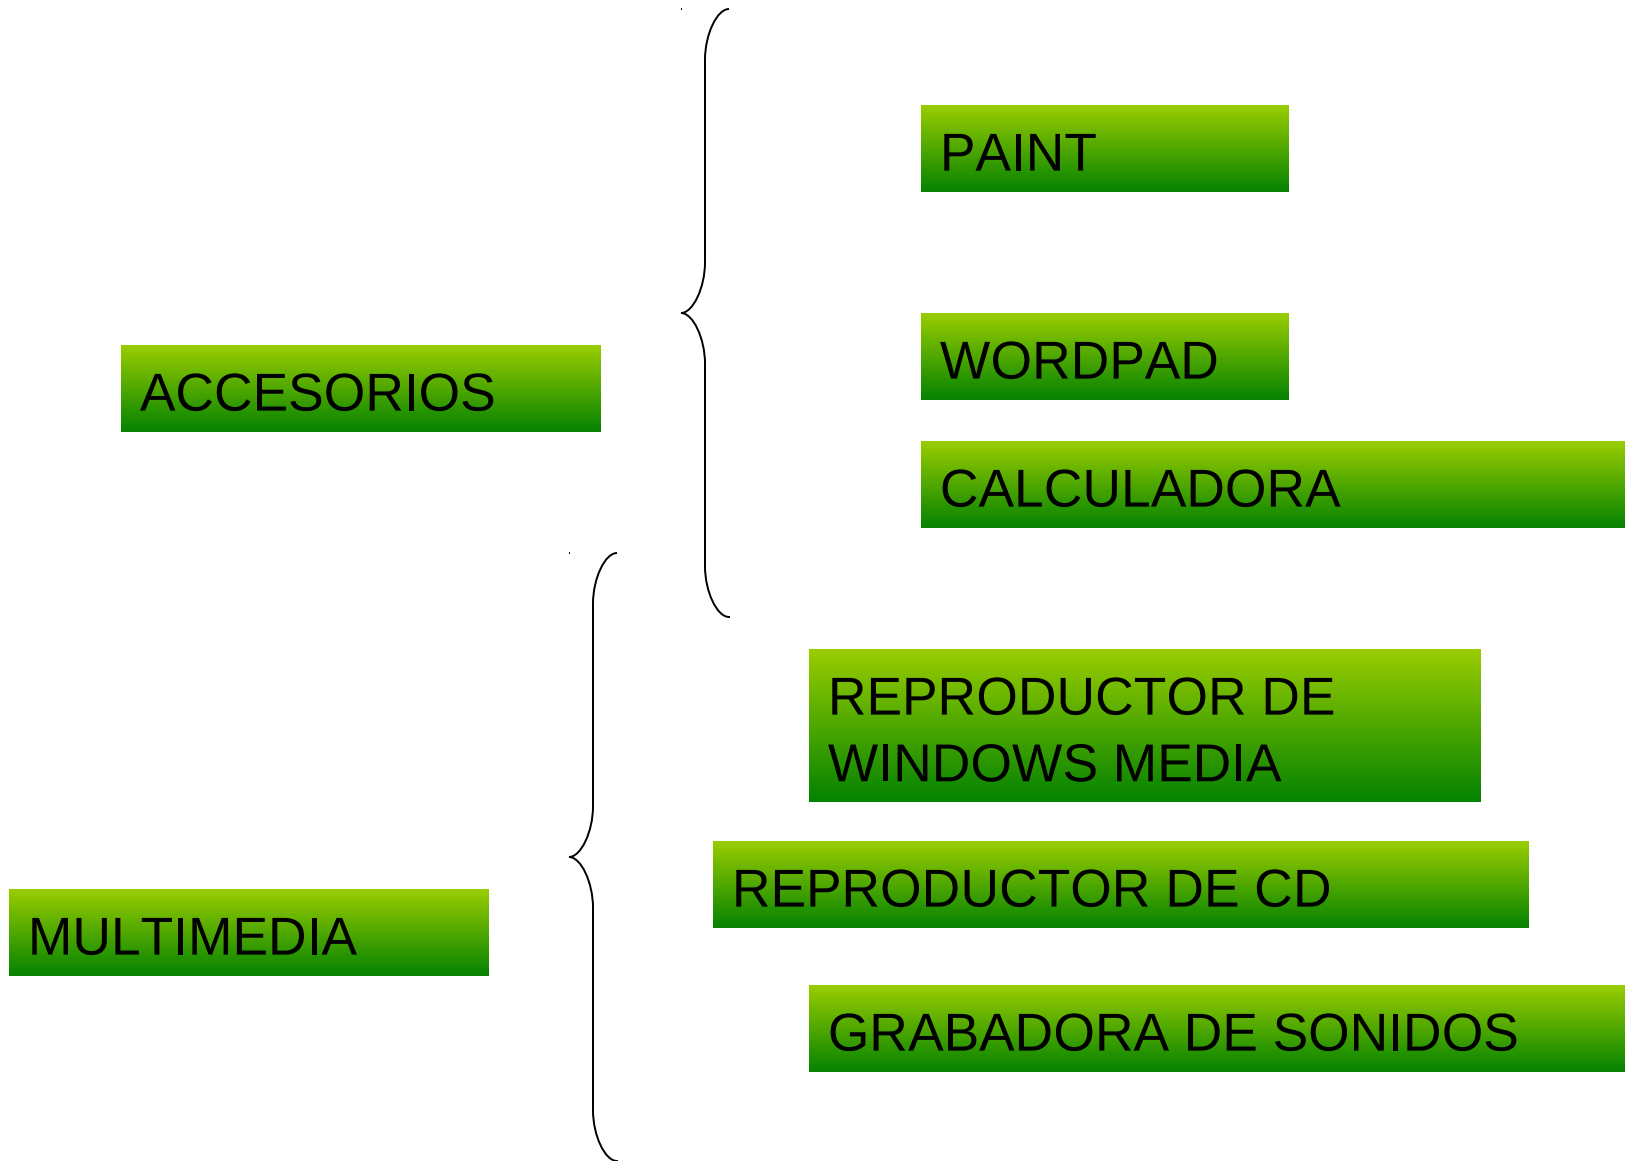 PAINT
WORDPAD
ACCESORIOS
CALCULADORA
REPRODUCTOR DE
WINDOWS MEDIA
REPRODUCTOR DE CD
MULTIMEDIA
GRABADORA DE SONIDOS